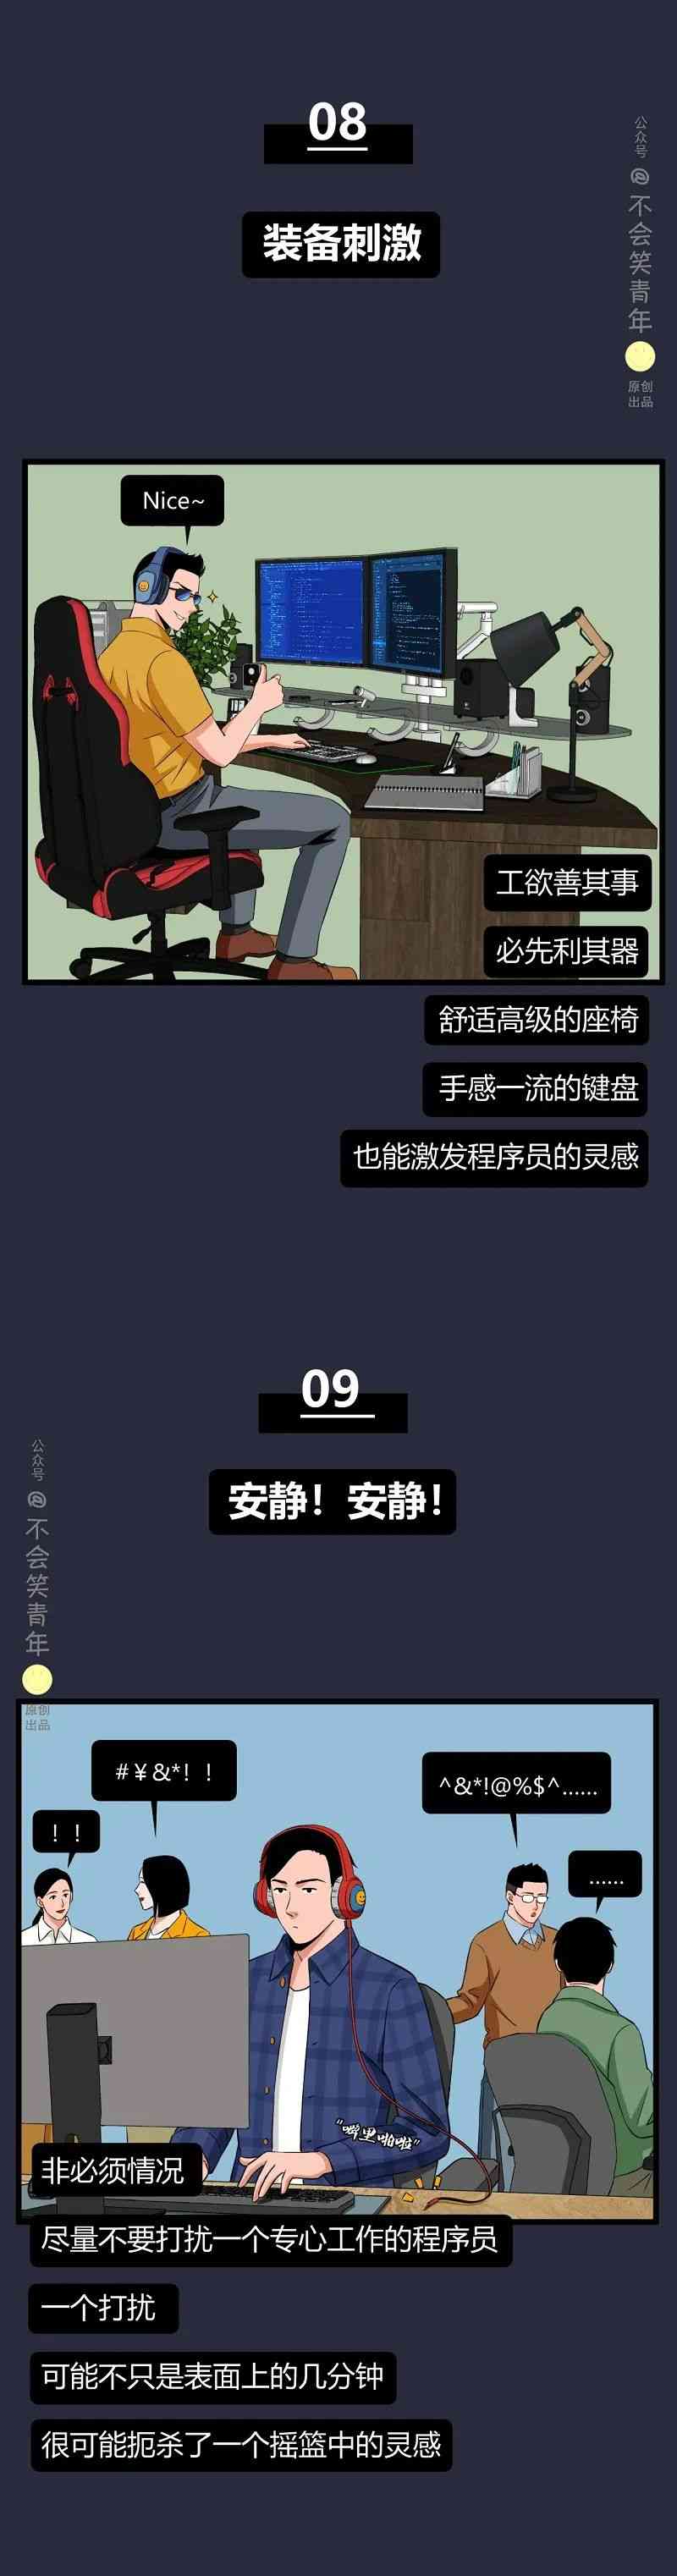 08
装备刺激
公众号
@不会笑青年
原创
出品
Nice~
工欲善其事
必先利其器
舒适高级的座椅
手感一流的键盘
也能激发程序员的灵感
09
安静！安静！
公众号
@不会笑青年
原创
出品
#￥&*！！
^&*!@%$^……
！！
……
“噼里啪啦”
非必须情况
尽量不要打扰一个专心工作的程序员
一个打扰
可能不只是表面上的几分钟
很可能扼杀了一个摇篮中的灵感